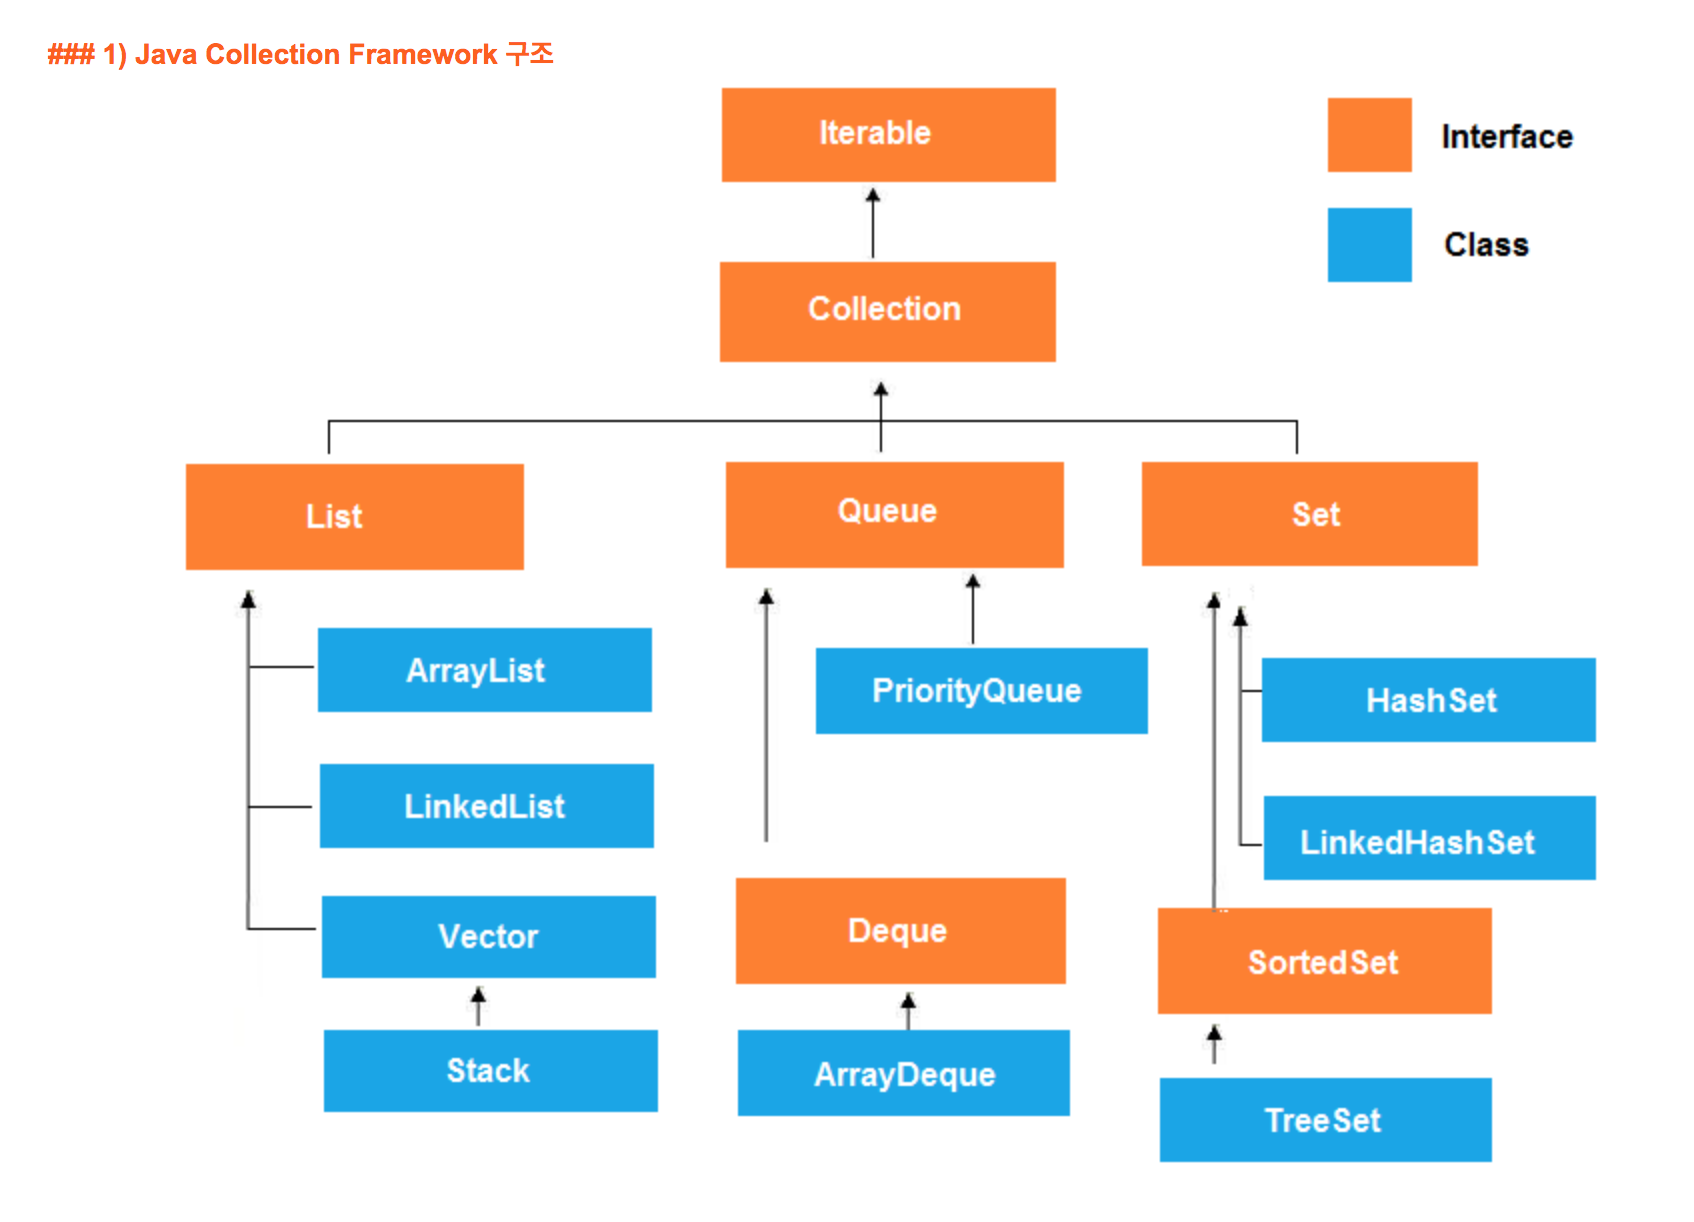 ### 1) Java Collection Framework 구조
Iterable
Interface
Class
Collection
List
Queue
Set
ArrayList
PriorityQueue
HashSet
LinkedList
LinkedHashSet
Vector
Deque
SortedSet
Stack
ArrayDeque
TreeSet